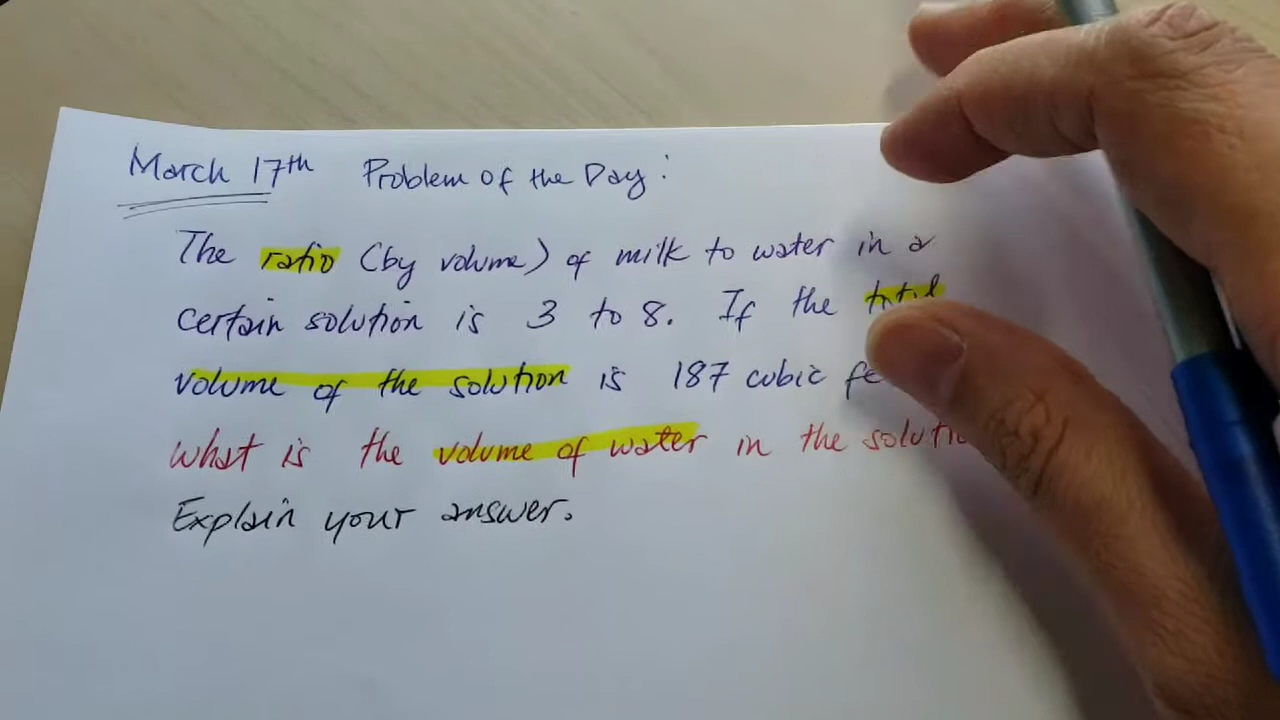 March 17th Problem of the Day:
The ratio (by volume) of milk to water in a
certain solution is 3 to 8. If the total
volume of the solution is 187 cubic
what is the volume of water in the
Explain your answer.